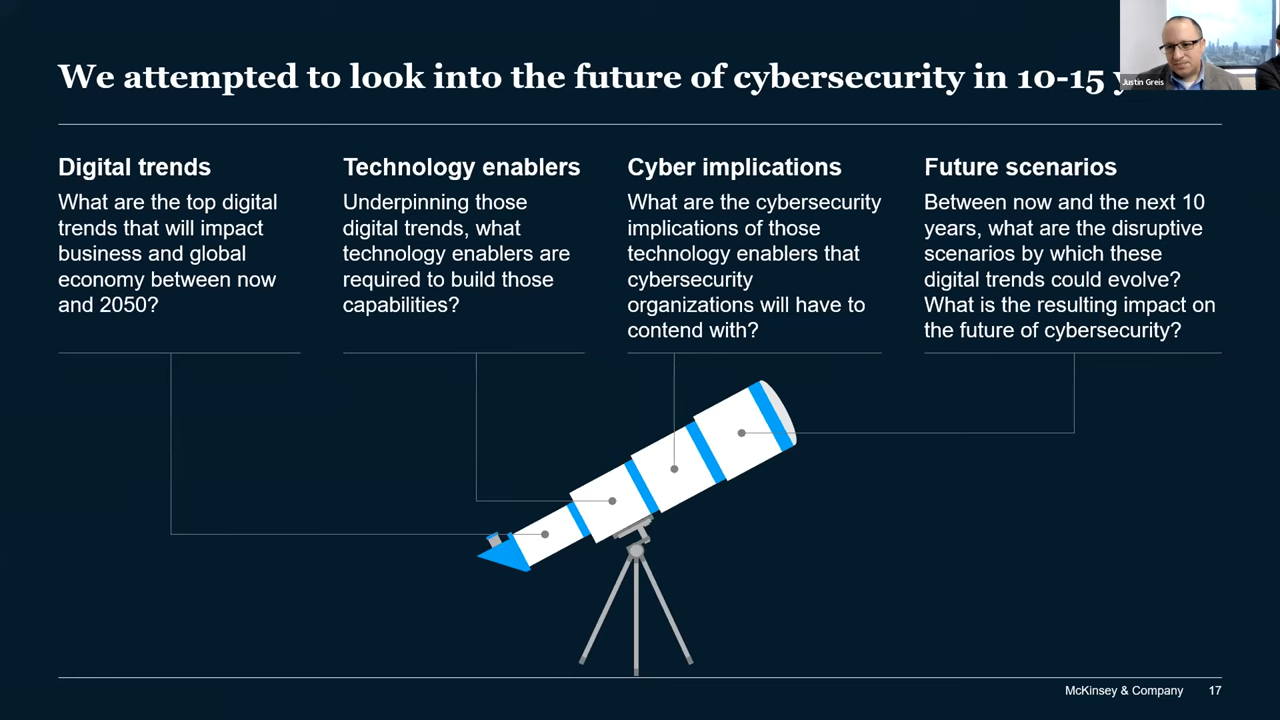 We attempted to look into the future of cybersecurity in 10-15
Justin Greis
Digital trends
What are the top digital
trends that will impact
business and global
economy between now
and 2050?
Technology enablers
Underpinning those
digital trends, what
technology enablers are
required to build those
capabilities?
Cyber implications
What are the cybersecurity
implications of those
technology enablers that
cybersecurity
organizations will have to
contend with?
Future scenarios
Between now and the next 10
years, what are the disruptive
scenarios by which these
digital trends could evolve?
What is the resulting impact on
the future of cybersecurity?
McKinsey & Company 17